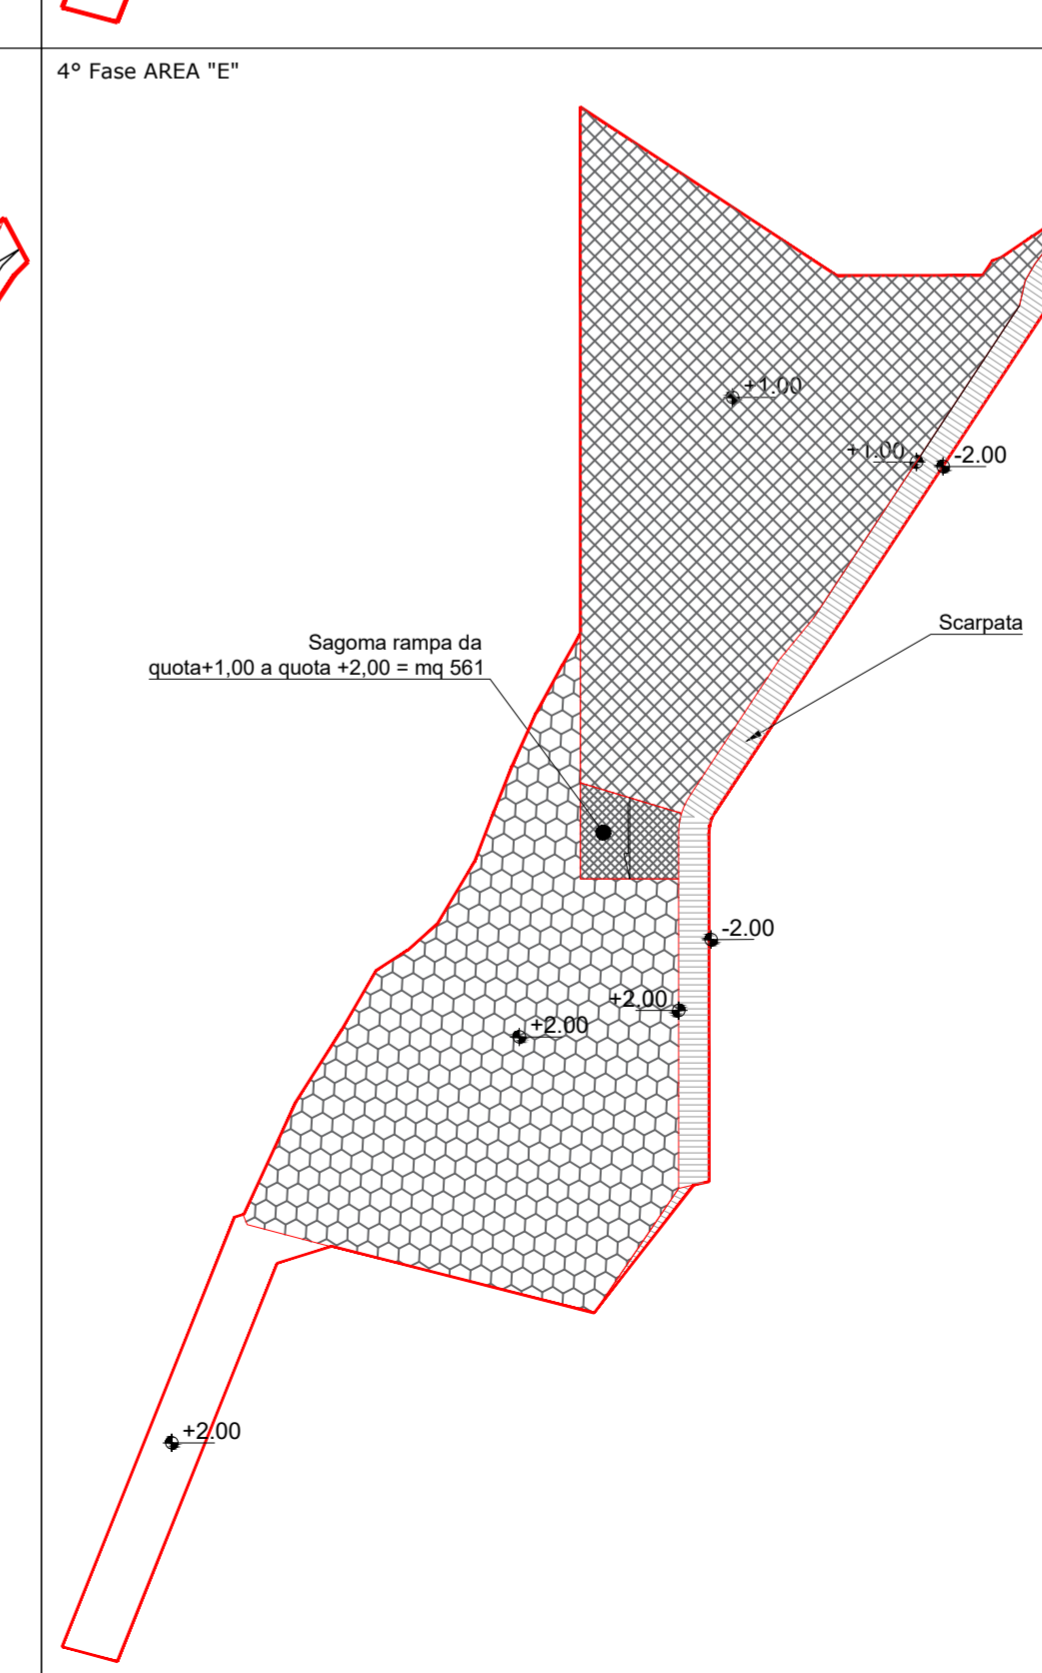 4° Fase AREA "E"
+1.00
+1.00
-2.00
Scarpata
Sagoma rampa da
quota+1,00 a quota +2,00 = mq 561
-2.00
+2.00
+2.00
+2.00